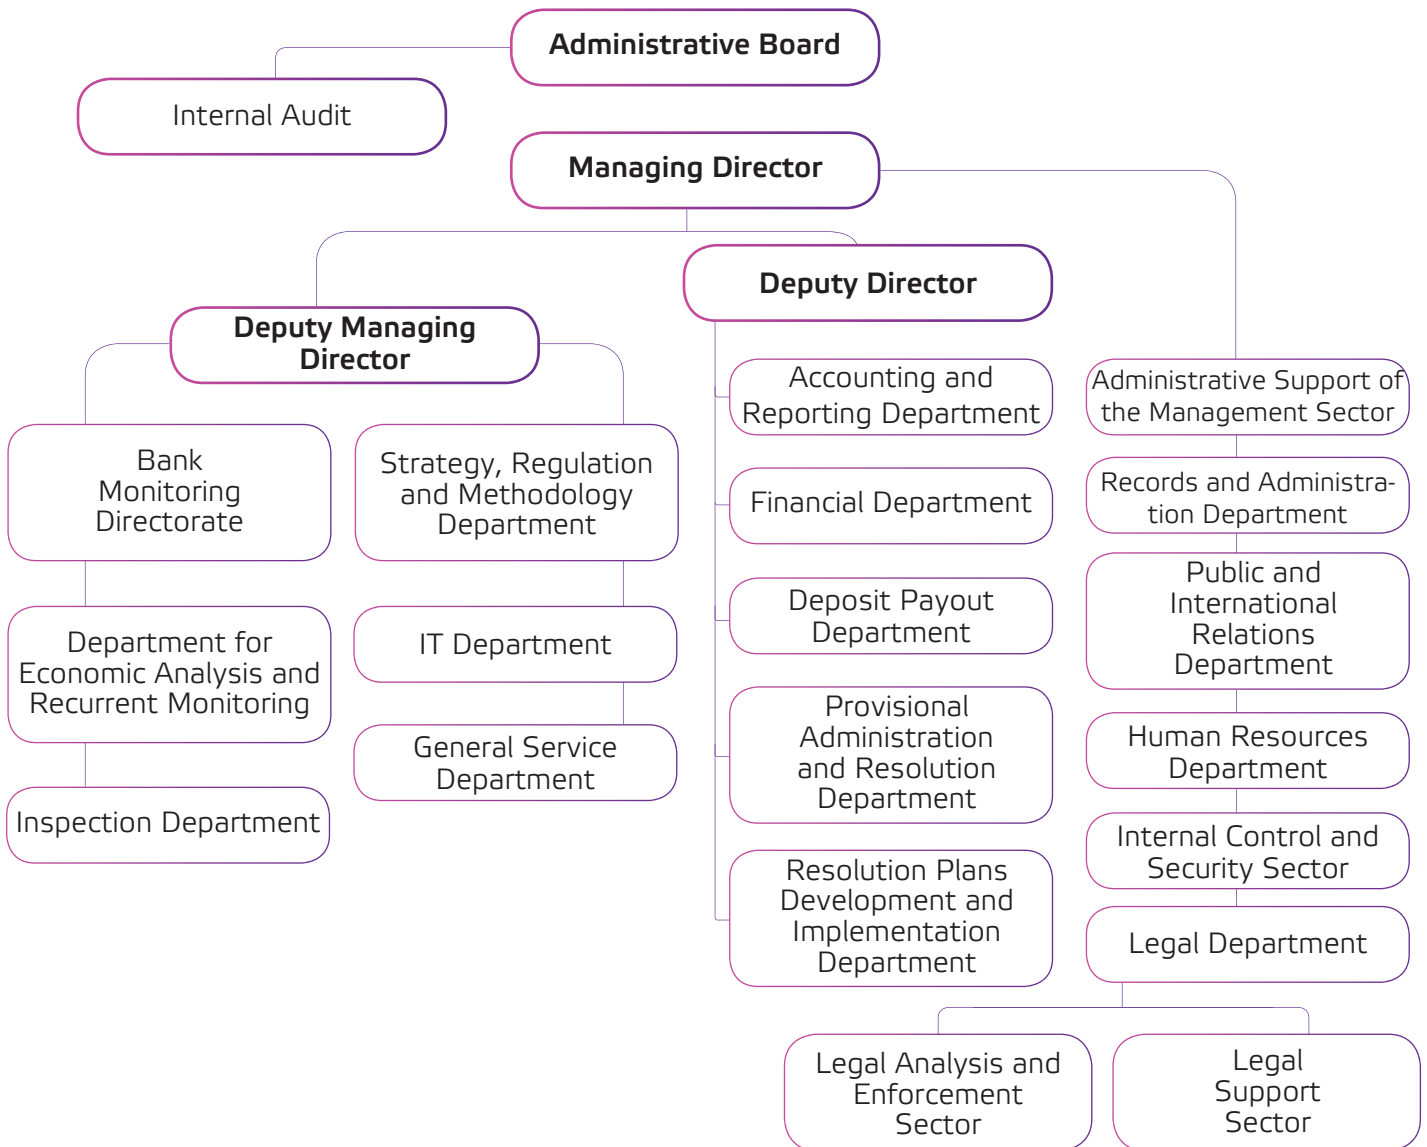 Administrative Board
Internal Audit
Managing Director
Deputy Director
Deputy Managing
Director
Bank
Monitoring
Directorate
Department for
Economic Analysis and
Recurrent Monitoring
Inspection Department
Strategy, Regulation
and Methodology
Department
IT Department
General Service
Department
Accounting and
Reporting Department
Financial Department
Deposit Payout
Department
Provisional
Administration
and Resolution
Department
Resolution Plans
Development and
Implementation
Department
Administrative Support of
the Management Sector
Records and Administra-
tion Department
Public and
International
Relations
Department
Human Resources
Department
Internal Control and
Security Sector
Legal Department
Legal Analysis and
Enforcement
Sector
Legal
Support
Sector